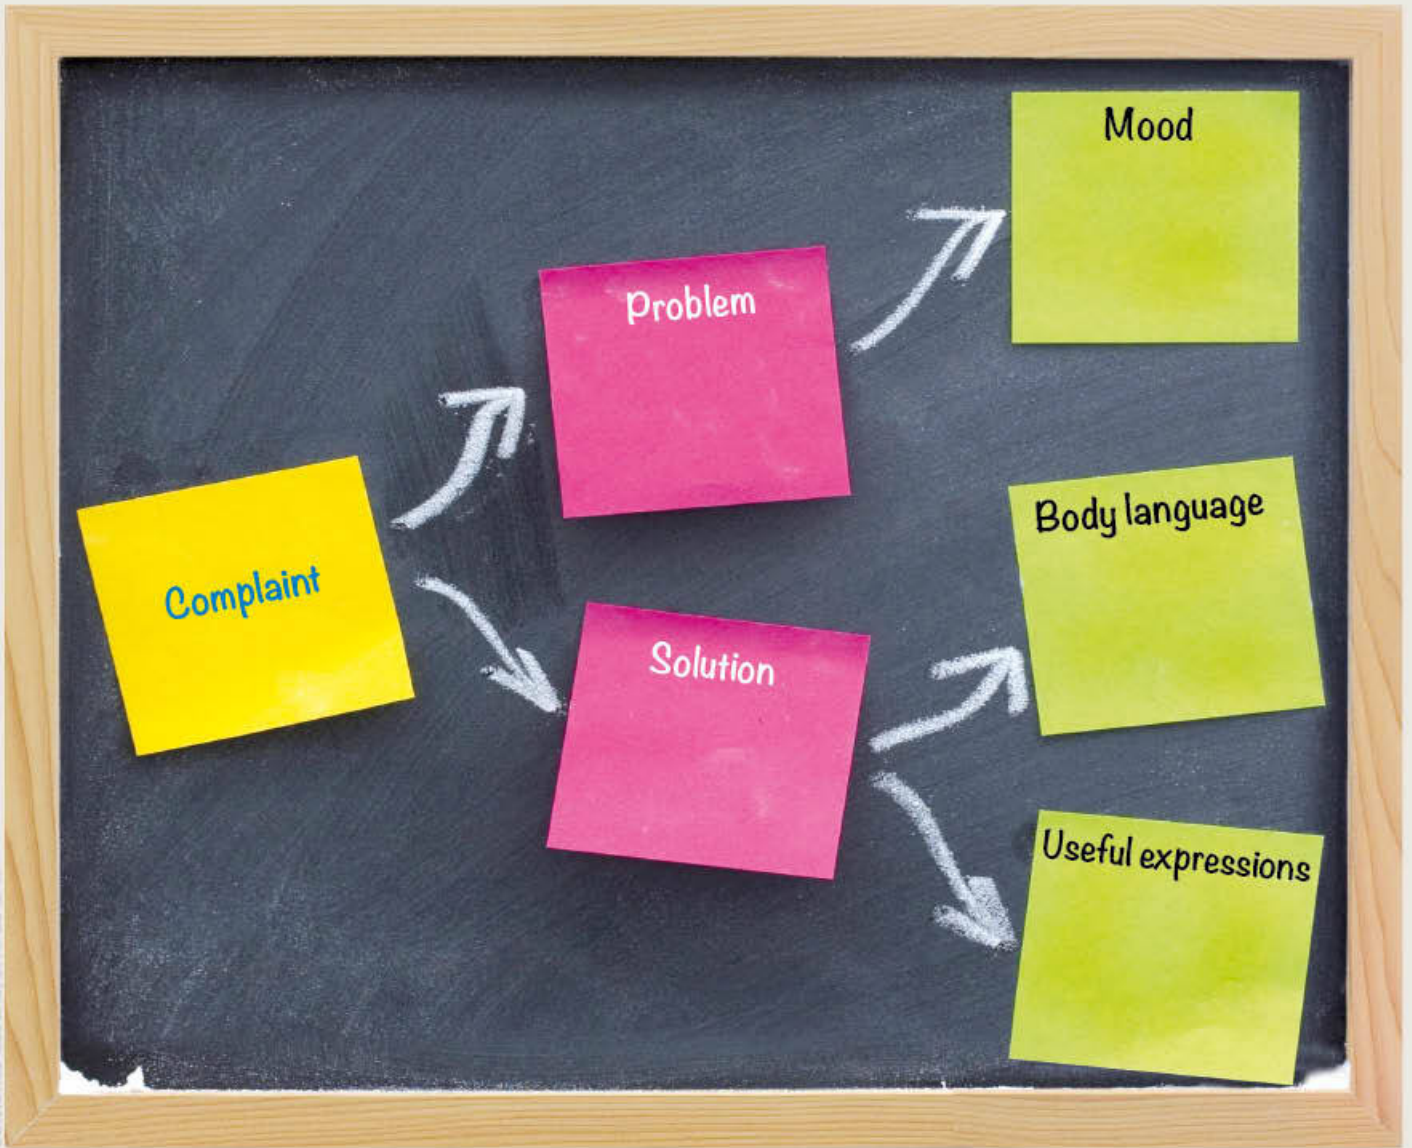 Mood
Problem
Body language
Complaint
Solution
Useful expressions